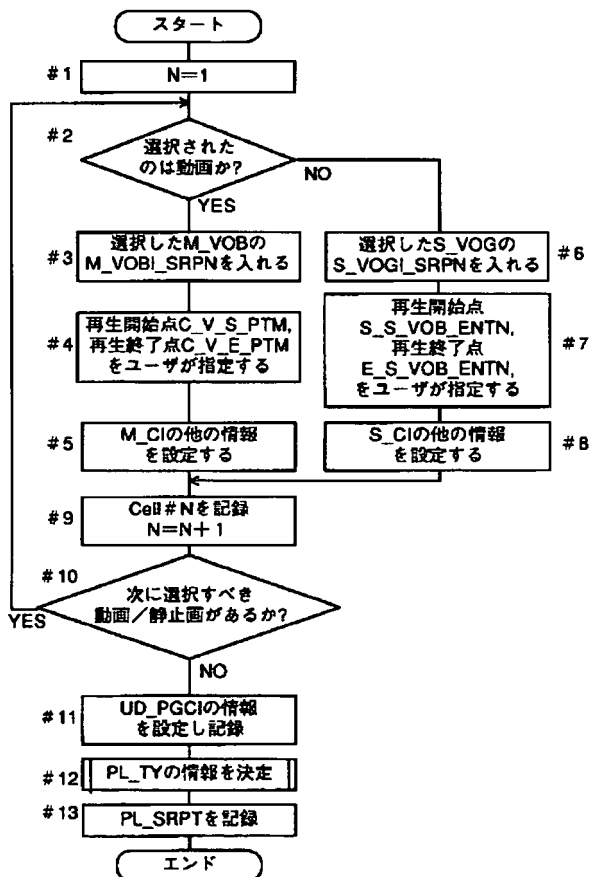 スタート
#1
N=1
#2
選択された
のは動画か?
NO
YES
#3
選択したM_VOBの
M_VOBI_SRPNを入れる
選択したS_VOGの
S_VOGI_SRPNを入れる
#6
#4
再生開始点C_V_S_PTM,
再生終了点C_V_E_PTM
をユーザが指定する
再生開始点
S_S_VOB_ENTN,
再生終了点
E_S_VOB_ENTN,
をユーザが指定する
#7
#5
M_CIの他の情報
を設定する
S_CIの他の情報
を設定する
#8
#9
Cell#Nを記録
N=N+1
#10
次に選択すべき
動画/静止画があるか?
YES
NO
#11
UD_PGCIの情報
を設定し記録
#12
PL_TYの情報を決定
#13
PL_SRPTを記録
エンド